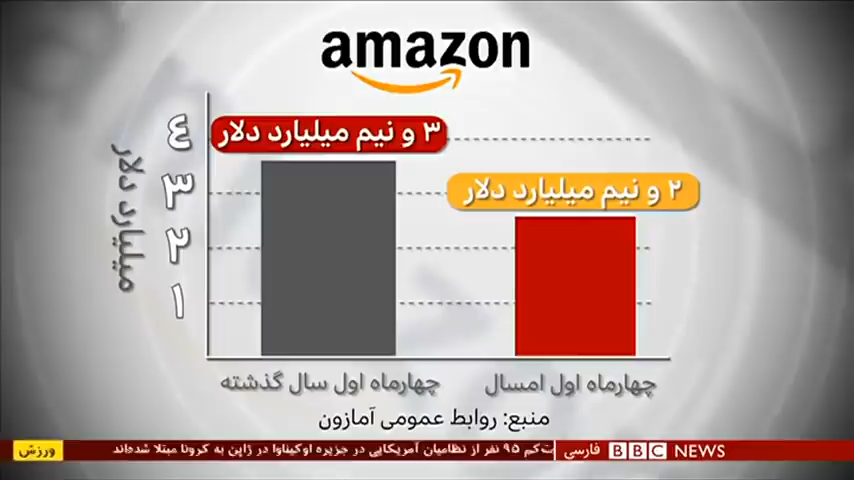 amazon
۳ و نیم میلیارد دلار
۲ و نیم میلیارد دلار
٤
۳
۲
۱
میلیارد دلار
چهارماه اول سال گذشته
چهارماه اول امسال
منبع: روابط عمومی آمازون
BBC NEWS فارسی
کم ۹۵ نفر از نظامیان آمریکایی در جزیره اوکیناوا در ژاپن به کرونا مبتلا شده‌اند
ورزش